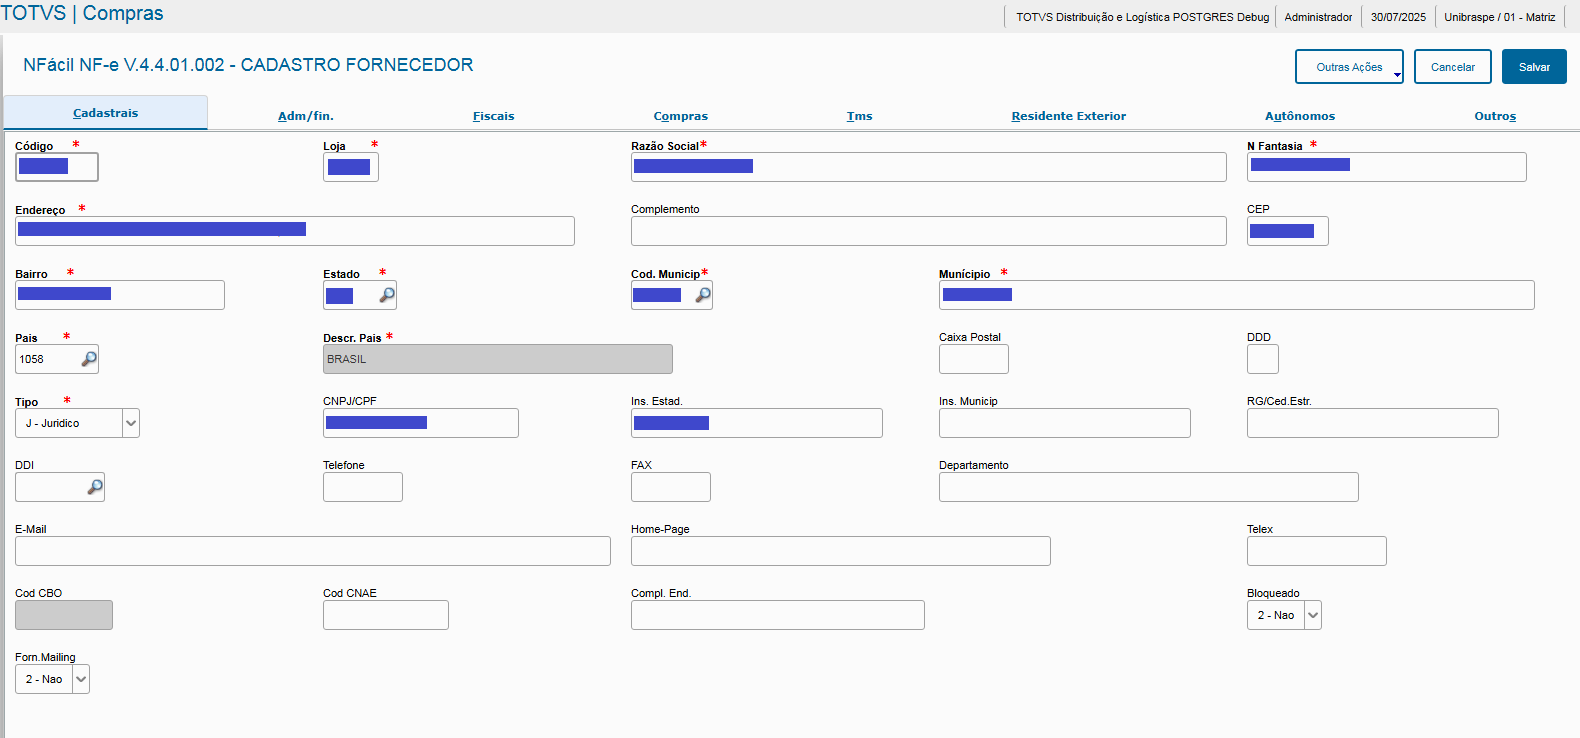 TOTVS | Compras
TOTVS Distribuição e Logística POSTGRES Debug Administrador 30/07/2025 Unibraspe / 01 - Matriz
NFácil NF-e V.4.4.01.002 - CADASTRO FORNECEDOR
Outras Ações Cancelar Salvar
Cadastrais Adm/fin. Fiscais Compras Tms Residente Exterior Autônomos Outros
Código * Loja * Razão Social* N Fantasia *
Endereço * Complemento CEP
Bairro * Estado * Cod. Municip* Munícipio *
Pais * Descr. Pais * Caixa Postal DDD
1058 BRASIL
Tipo * CNPJ/CPF Ins. Estad. Ins. Municip RG/Ced.Estr.
J - Juridico
DDI Telefone FAX Departamento
E-Mail Home-Page Telex
Cod CBO Cod CNAE Compl. End. Bloqueado
2 - Nao
Forn.Mailing
2 - Nao